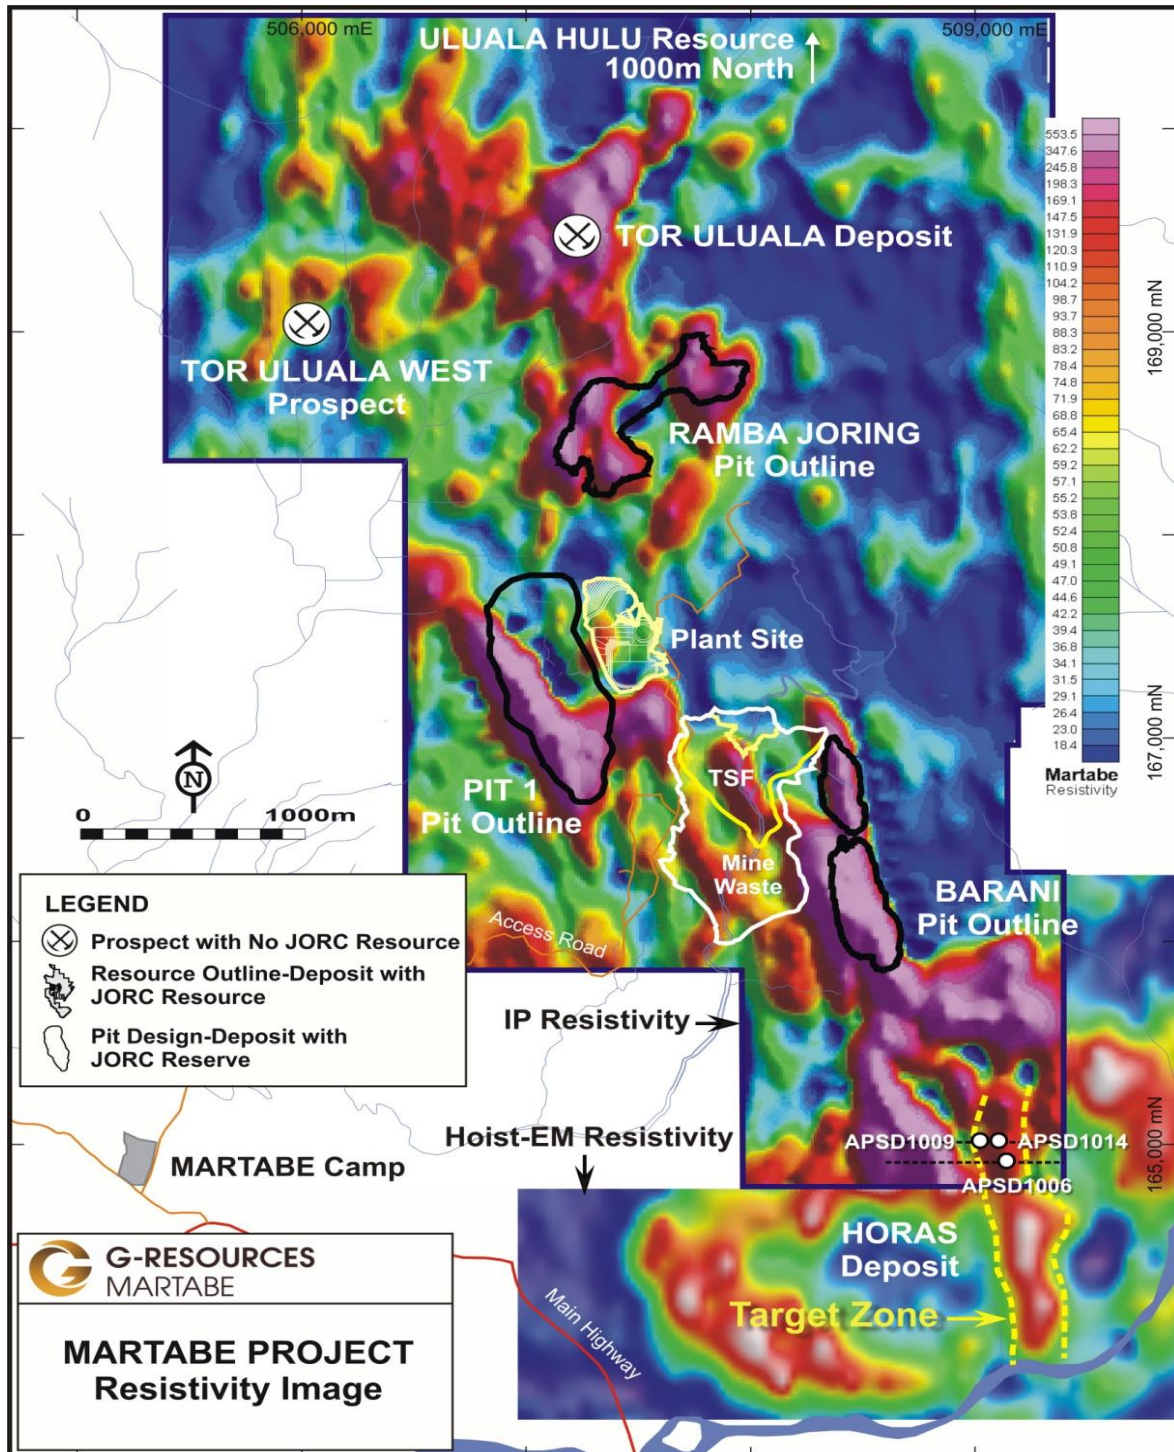 506,000 mE
509,000 mE
ULUALA HULU Resource
1000m North
553.5
347.6
245.8
198.3
169.1
147.5
131.9
120.3
110.9
104.2
98.7
93.7
88.3
83.2
78.4
74.8
71.9
68.8
65.4
62.2
59.2
57.1
55.2
53.8
52.4
50.8
49.1
47.0
44.6
42.2
39.4
36.8
34.1
31.5
29.1
26.4
23.0
18.4
Martabe
Resistivity
169,000 mN
167,000 mN
165,000 mN
TOR ULUALA Deposit
TOR ULUALA WEST
Prospect
RAMBA JORING
Pit Outline
Plant Site
N
0 1000m
PIT 1
Pit Outline
TSF
Mine
Waste
BARANI
Pit Outline
LEGEND
Prospect with No JORC Resource
Resource Outline-Deposit with
JORC Resource
Pit Design-Deposit with
JORC Reserve
Access Road
IP Resistivity
Hoist-EM Resistivity
APSD1009
APSD1014
APSD1006
MARTABE Camp
HORAS
Deposit
Target Zone
Main Highway
G-RESOURCES
MARTABE
MARTABE PROJECT
Resistivity Image